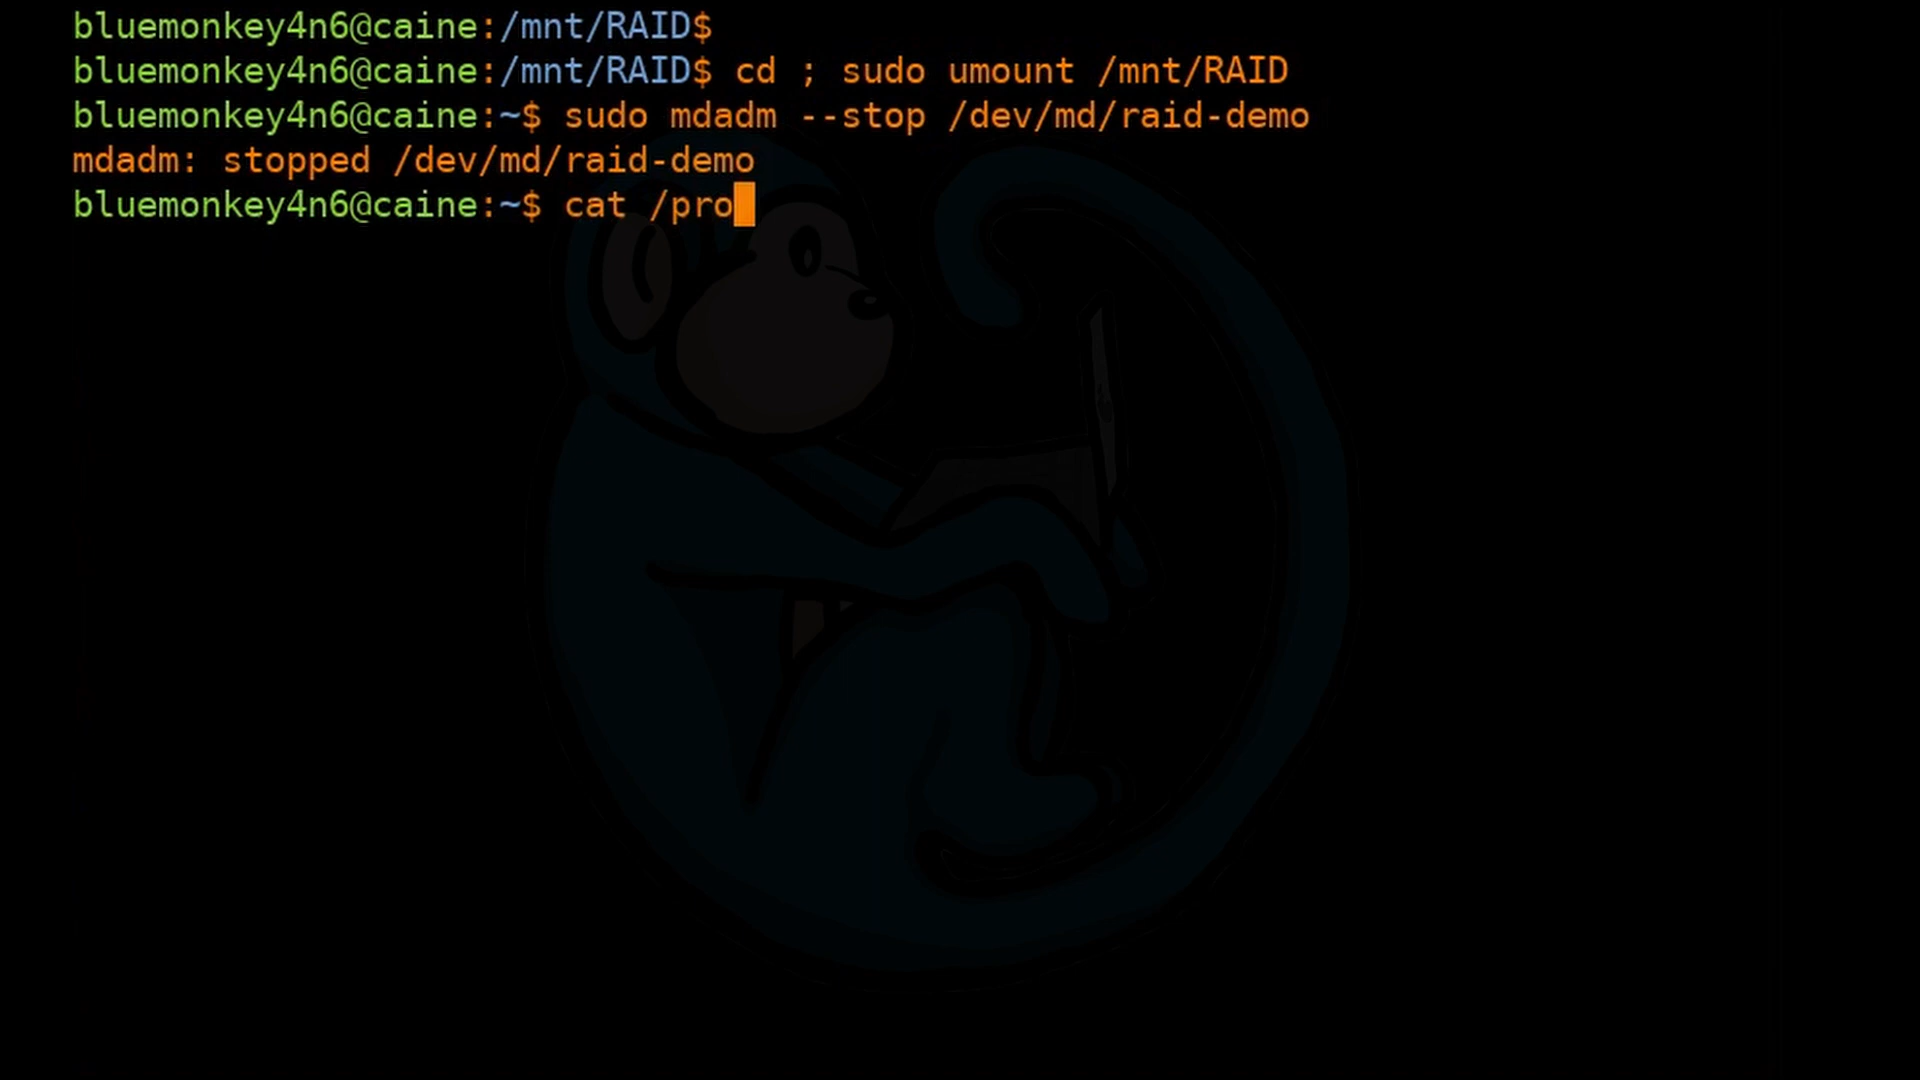 bluemonkey4n6@caine:/mnt/RAID$
bluemonkey4n6@caine:/mnt/RAID$ cd ; sudo umount /mnt/RAID
bluemonkey4n6@caine:~$ sudo mdadm --stop /dev/md/raid-demo
mdadm: stopped /dev/md/raid-demo
bluemonkey4n6@caine:~$ cat /pro